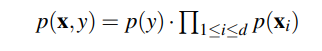 p(𝐱,y) = p(y) · ∏_{1≤i≤d} p(𝐱_i)